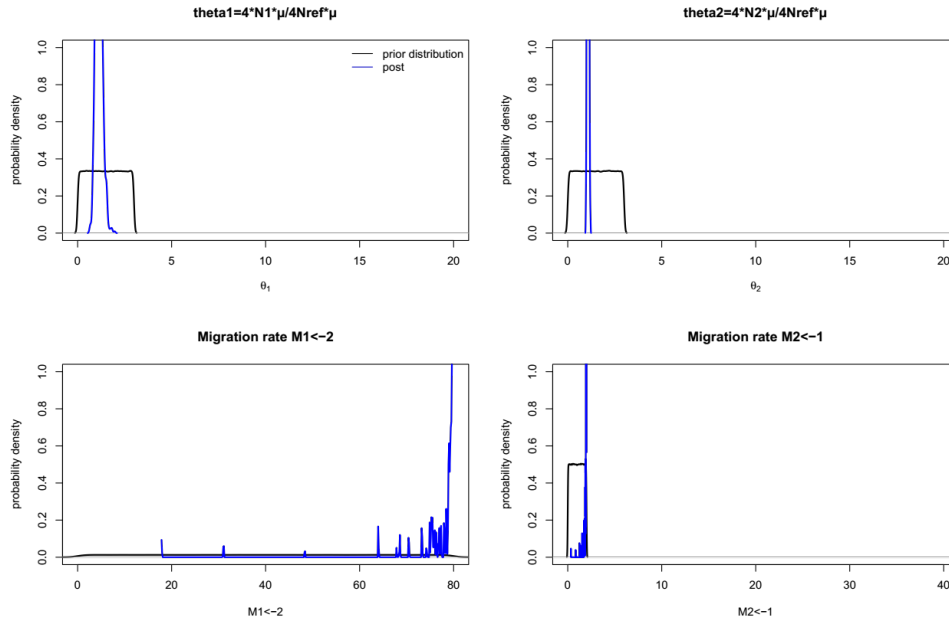 theta1=4*N1*μ/4Nref*μ
probability density
0.0 0.2 0.4 0.6 0.8 1.0
prior distribution
post
0 5 10 15 20
θ1
theta2=4*N2*μ/4Nref*μ
probability density
0.0 0.2 0.4 0.6 0.8 1.0
0 5 10 15 20
θ2
Migration rate M1<−2
probability density
0.0 0.2 0.4 0.6 0.8 1.0
0 20 40 60 80
M1<−2
Migration rate M2<−1
probability density
0.0 0.2 0.4 0.6 0.8 1.0
0 10 20 30 40
M2<−1